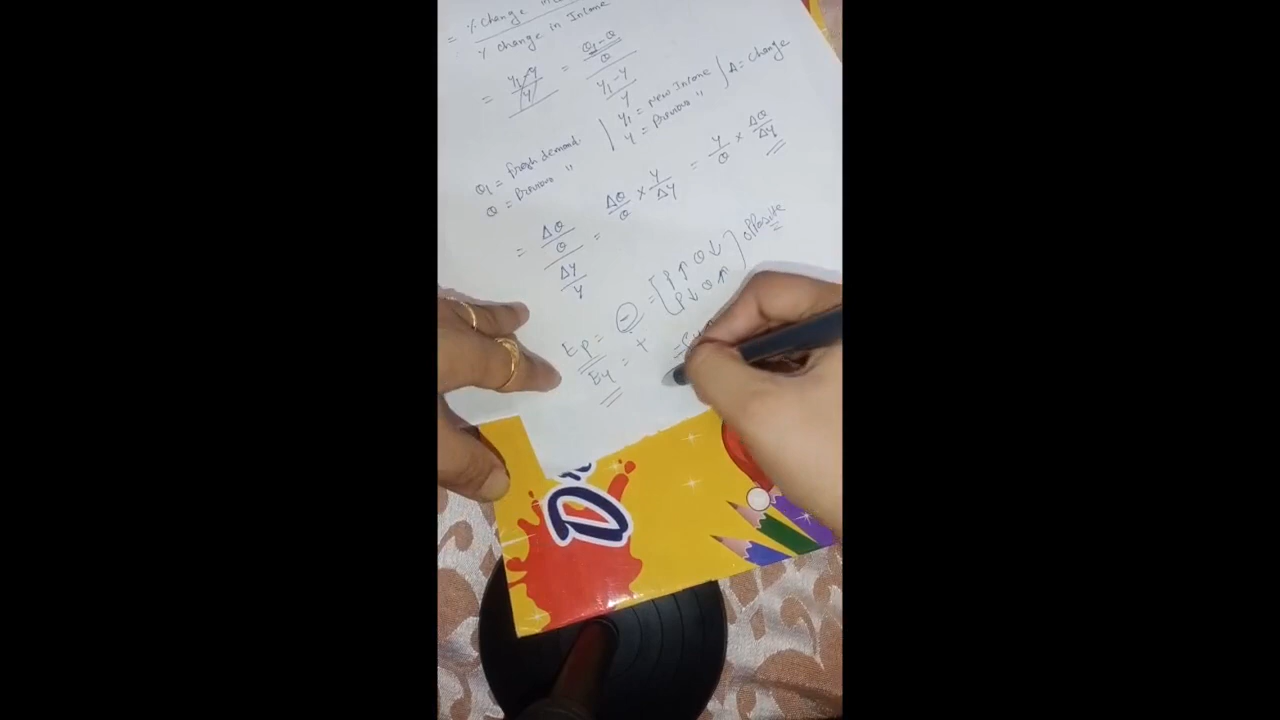 = % change in
Y change in Income
= Y1-Y / Y = Q1-Q / Q / Y1-Y / Y
Q1 = fresh demand. Y1 = New Income Δ = Change
Q = Previous " Y = Previous "
= ΔQ / Q / ΔY / Y = ΔQ / Q × Y / ΔY = Y / Q × ΔQ / ΔY
Ep = - = [P↑ Q↓ P↓ Q↑] opposite
Ey = +
D